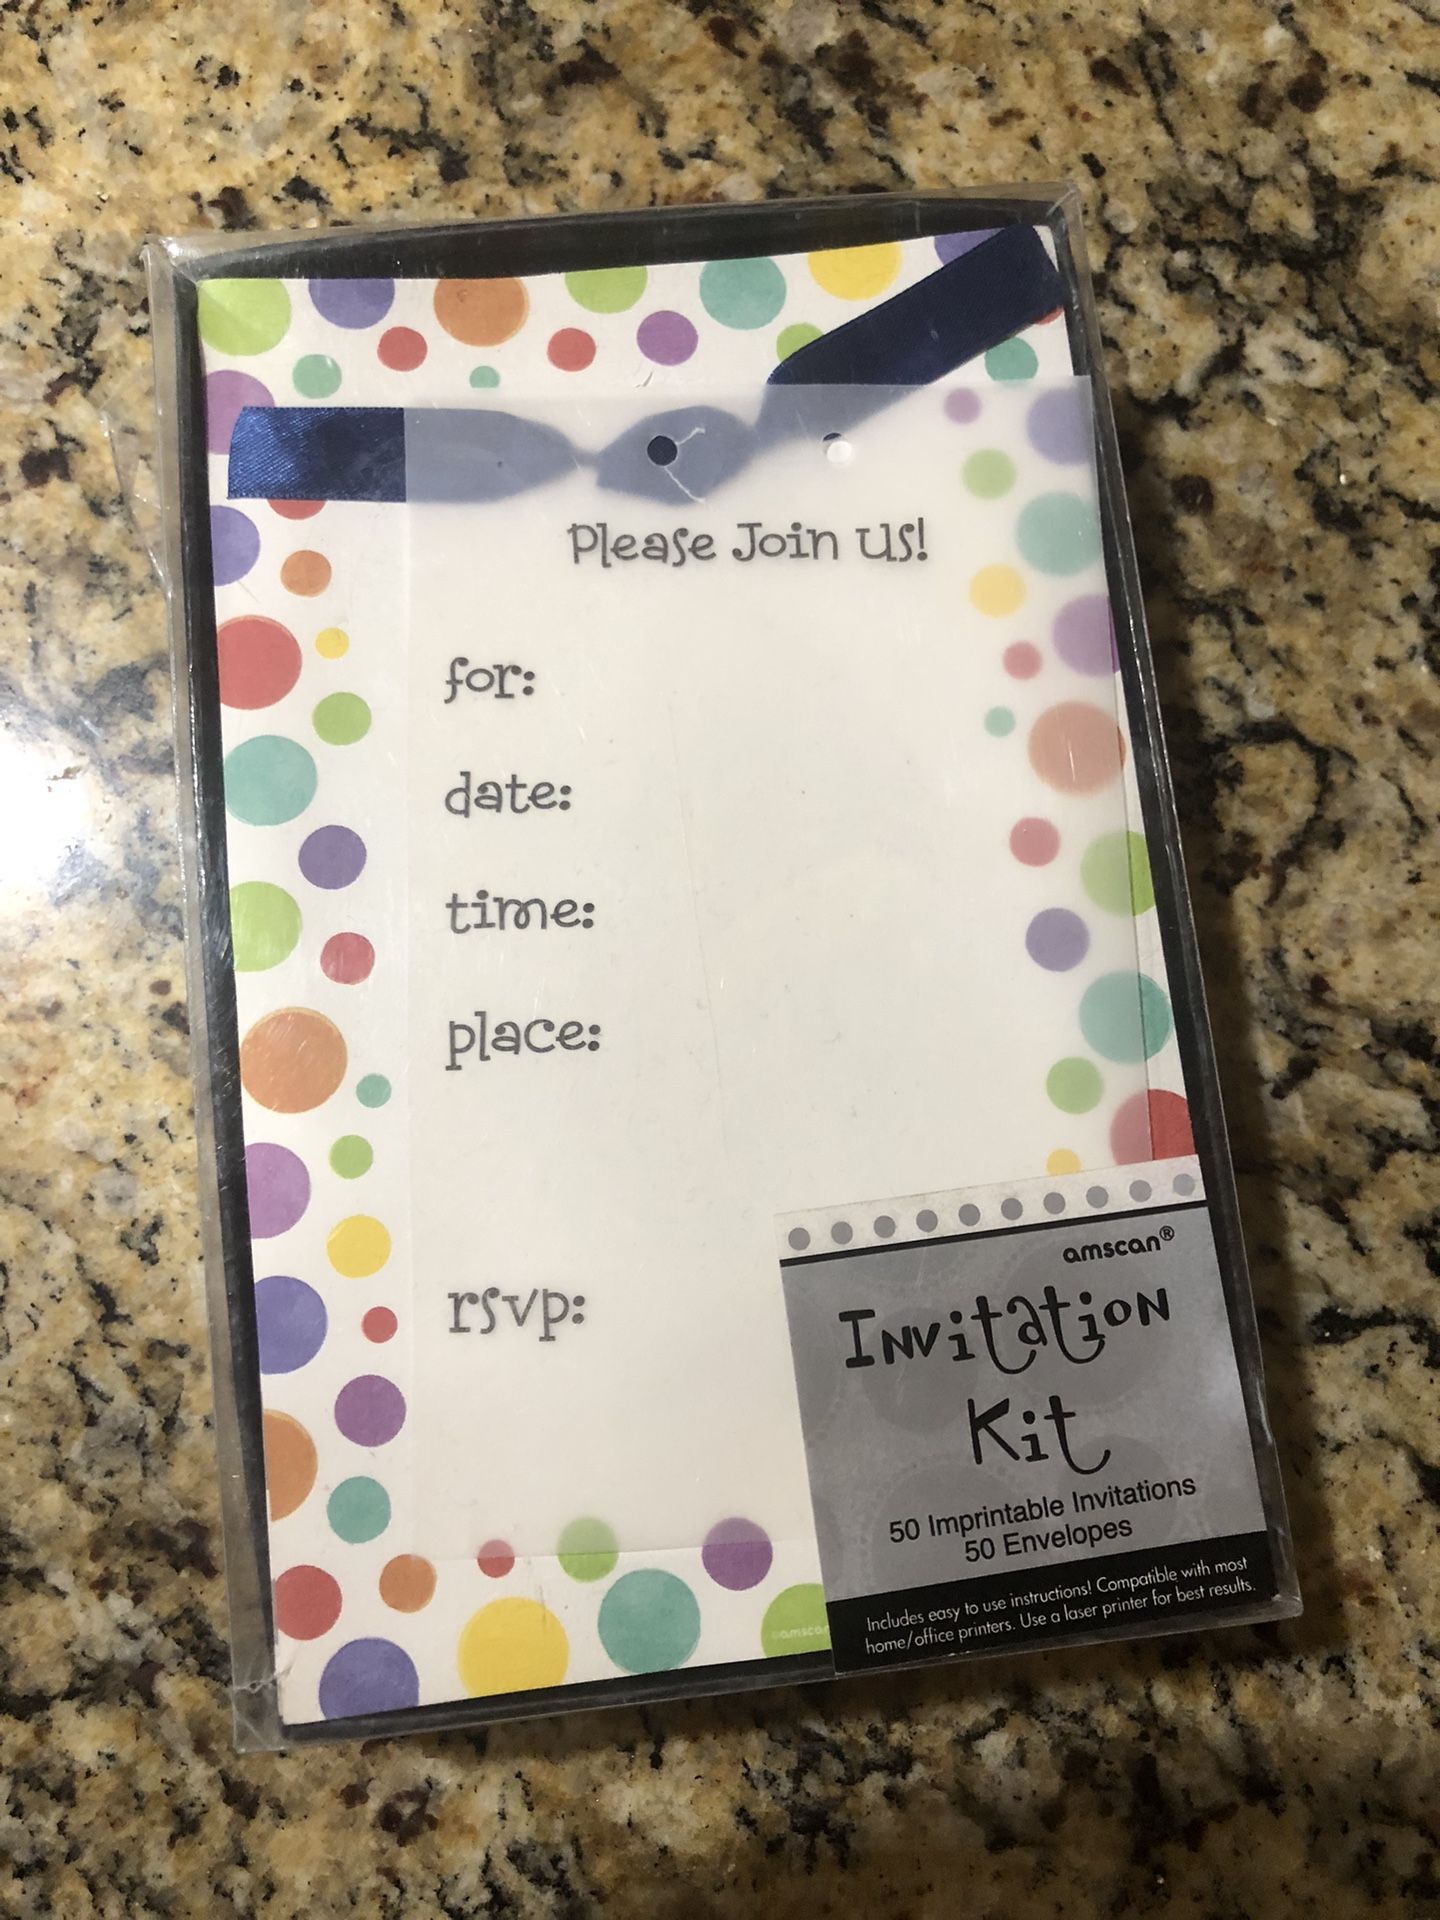 Please Join Us!
for:
date:
time:
place:
rsvp:
amscan®
Invitation
Kit
50 Imprintable Invitations
50 Envelopes
Includes easy to use instructions! Compatible with most
home/office printers. Use a laser printer for best results.
©amscan